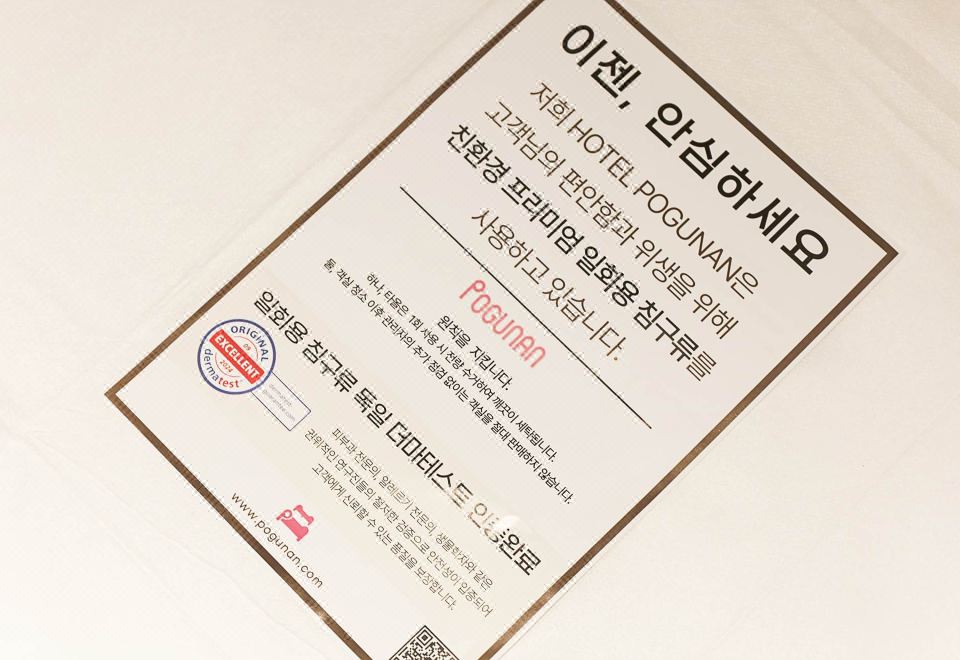 이젠, 안심하세요
저희 HOTEL POGUNAN은
고객님의 편안함과 위생을 위해
친환경 프리미엄 일회용 침구류를
사용하고 있습니다.
POGUNAN
원칙을 지킵니다.
하나, 타올은 1회 사용 시 전량 수거하여 깨끗이 세탁됩니다.
둘, 객실 청소 이후 관리자의 추가 점검 없이는 객실을 절대 판매하지 않습니다.
일회용 침구류 독일 더마테스트 인증완료
ORIGINAL
09
EXCELLENT
2024
dermatest
dermatest-
guarantee.com
피부과 전문의, 알레르기 전문의, 생물학자와 같은
권위적인 연구진들의 철저한 검증으로 안전성이 입증되어
고객에게 신뢰할 수 있는 품질을 보장합니다.
www.pogunan.com